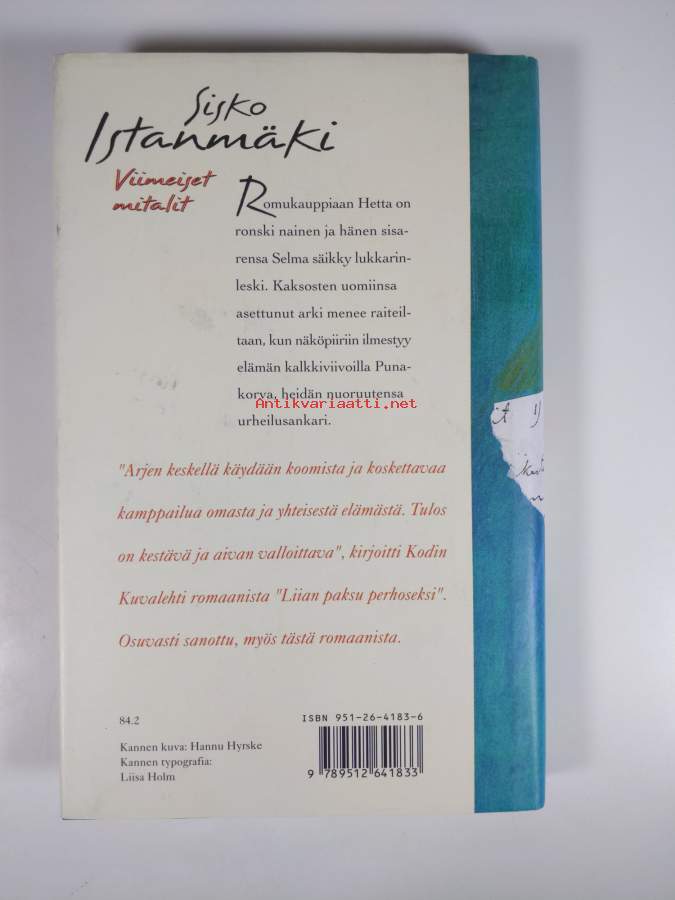 Sisko
Istanmäki
Viimeiset
mitalit
Romukauppiaan Hetta on
ronski nainen ja hänen sisa-
rensa Selma säikky lukkarin-
leski. Kaksosten uomiinsa
asettunut arki menee raiteil-
taan, kun näköpiiriin ilmestyy
elämän kalkkiviivoilla Puna-
korva, heidän nuoruutensa
Antikvariaatti.net
urheilusankari.
"Arjen keskellä käydään koomista ja koskettavaa
kamppailua omasta ja yhteisestä elämästä. Tulos
on kestävä ja aivan valloittava", kirjoitti Kodin
Kuvalehti romaanista "Liian paksu perhoseksi".
Osuvasti sanottu, myös tästä romaanista.
84.2
Kannen kuva: Hannu Hyrske
Kannen typografia:
Liisa Holm
ISBN 951-26-4183-6
9 789512 641833